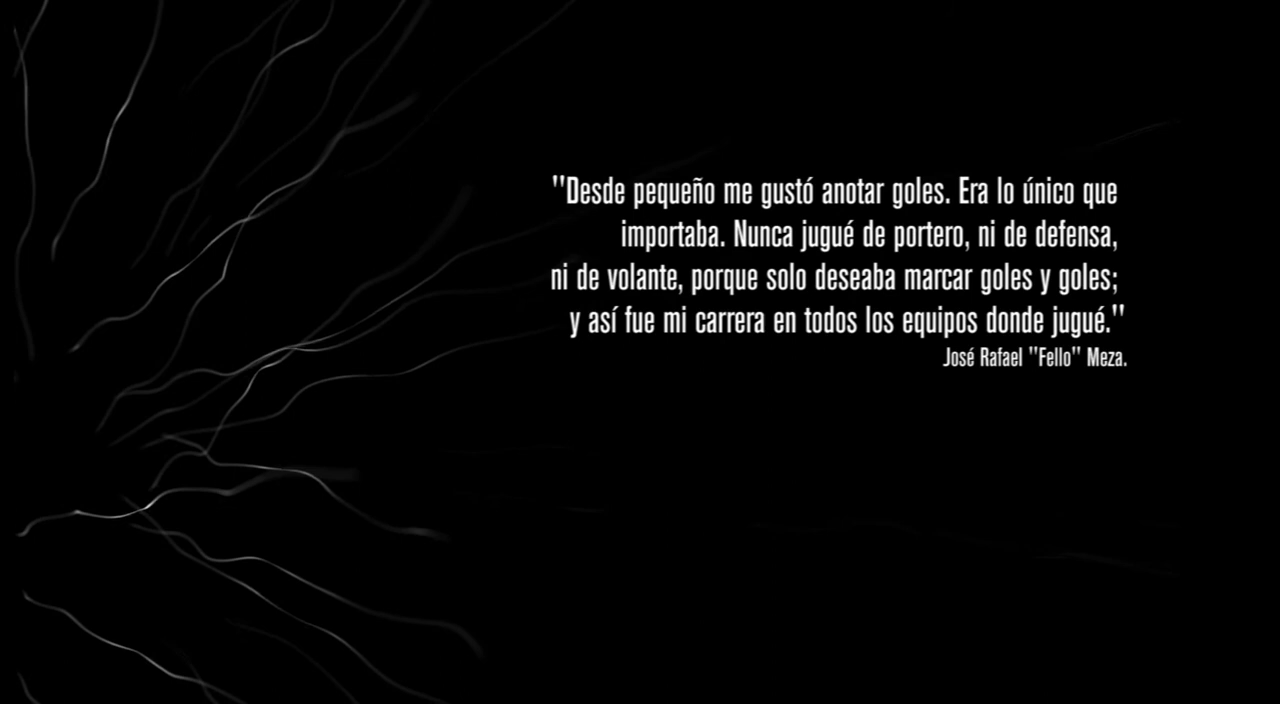 "Desde pequeño me gustó anotar goles. Era lo único que
importaba. Nunca jugué de portero, ni de defensa,
ni de volante, porque solo deseaba marcar goles y goles;
y así fue mi carrera en todos los equipos donde jugué."
José Rafael "Fello" Meza.